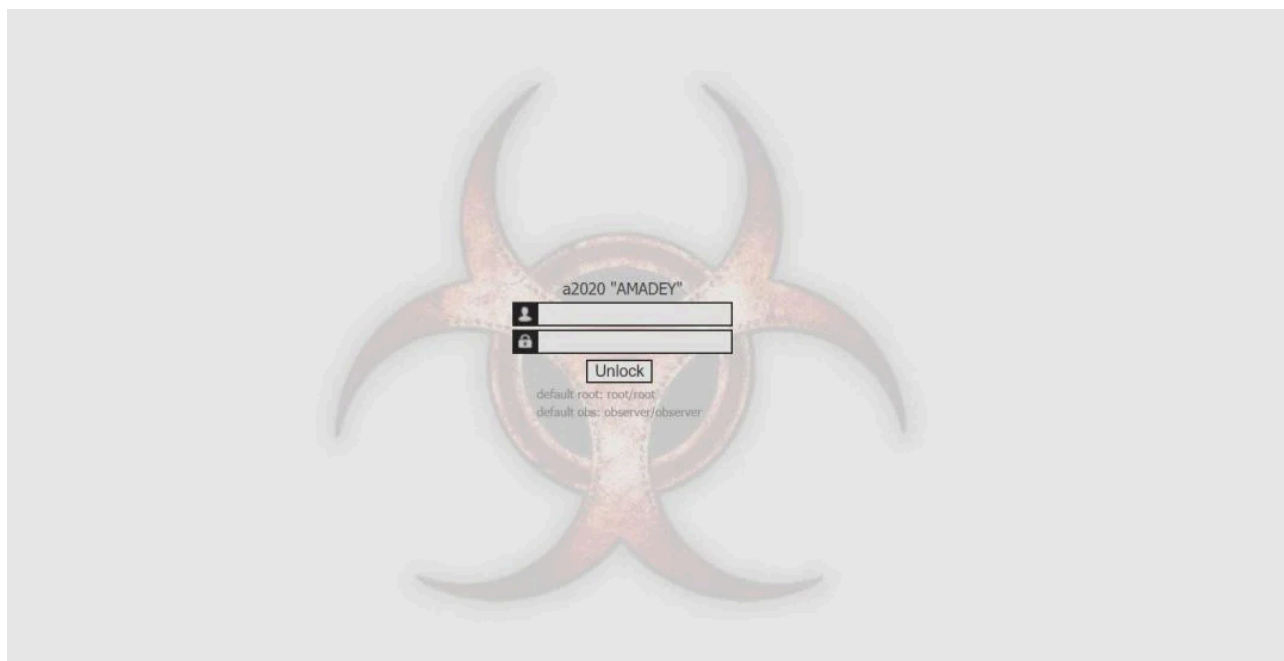 a2020 "AMADEY"
Unlock
default root: root/root
default obs: observer/observer